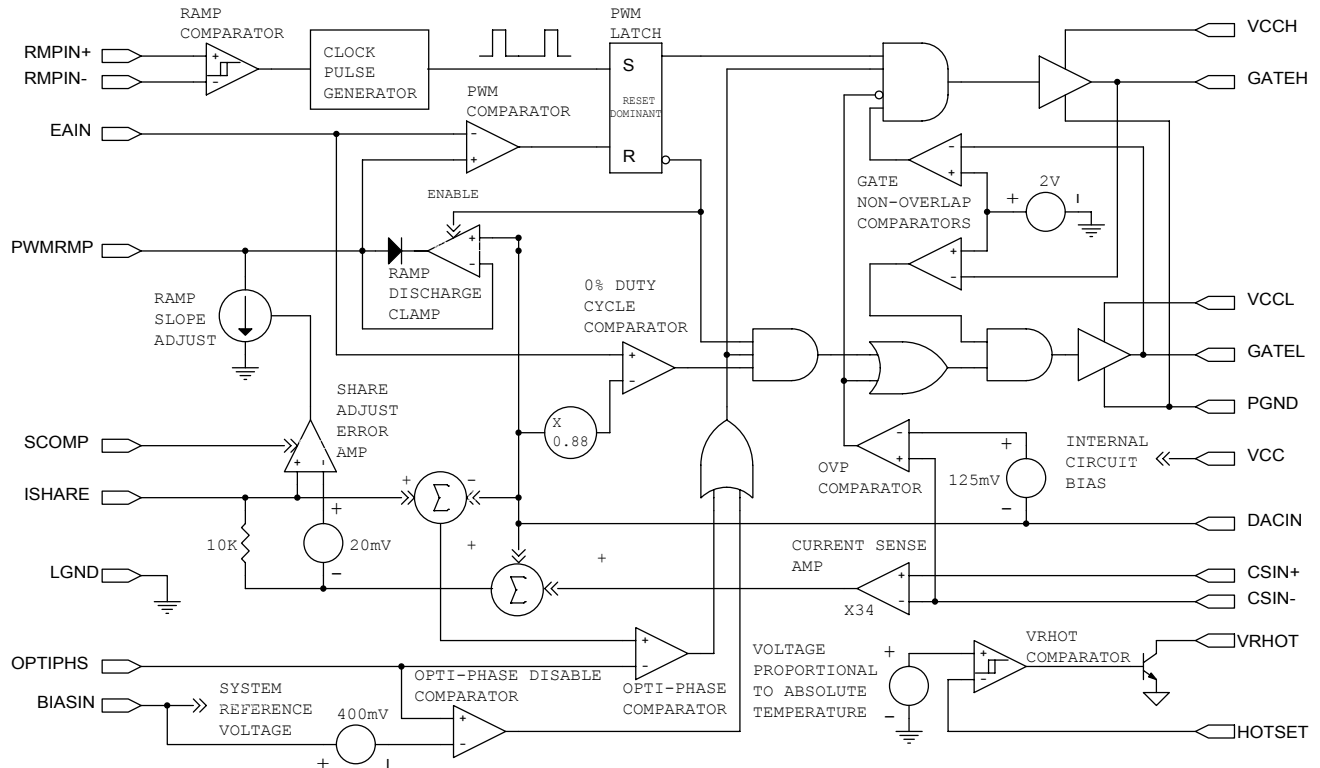 RAMP
COMPARATOR
PWM
LATCH
VCCH
RMPIN+
RMPIN-
+
-
CLOCK
PULSE
GENERATOR
S
RESET
DOMINANT
R
GATEH
PWM
COMPARATOR
EAIN
-
+
ENABLE
GATE
NON-OVERLAP
COMPARATORS
-
+
2V
+
-
+
-
PWMRMP
+
-
RAMP
DISCHARGE
CLAMP
RAMP
SLOPE
ADJUST
0% DUTY
CYCLE
COMPARATOR
+
-
VCCL
GATEL
PGND
SHARE
ADJUST
ERROR
AMP
X
0.88
SCOMP
+
-
OVP
COMPARATOR
-
+
125mV
+
-
INTERNAL
CIRCUIT
BIAS
VCC
ISHARE
+
Σ
-
DACIN
10K
+
20mV
-
+
Σ
+
CURRENT SENSE
AMP
X34
+
-
CSIN+
CSIN-
LGND
OPTIPHS
+
-
OPTI-PHASE DISABLE
COMPARATOR
OPTI-PHASE
COMPARATOR
VOLTAGE
PROPORTIONAL
TO ABSOLUTE
TEMPERATURE
+
-
VRHOT
COMPARATOR
+
-
VRHOT
BIASIN
SYSTEM
REFERENCE
VOLTAGE
400mV
+
-
+
-
HOTSET